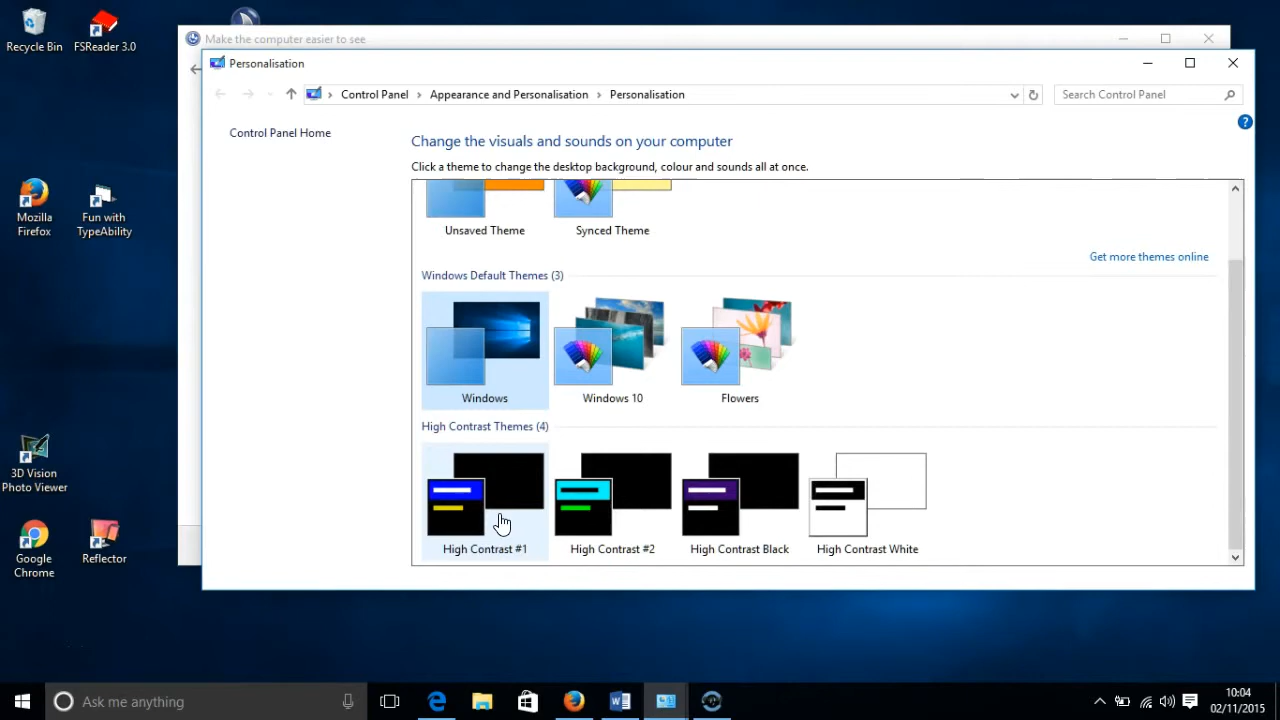 Recycle Bin
FSReader 3.0
Mozilla
Firefox
Fun with
TypeAbility
3D Vision
Photo Viewer
Google
Chrome
Reflector
Make the computer easier to see
Personalisation
Control Panel > Appearance and Personalisation > Personalisation
Search Control Panel
Control Panel Home
Change the visuals and sounds on your computer
Click a theme to change the desktop background, colour and sounds all at once.
Unsaved Theme
Synced Theme
Get more themes online
Windows Default Themes (3)
Windows
Windows 10
Flowers
High Contrast Themes (4)
High Contrast #1
High Contrast #2
High Contrast Black
High Contrast White
Ask me anything
10:04
02/11/2015